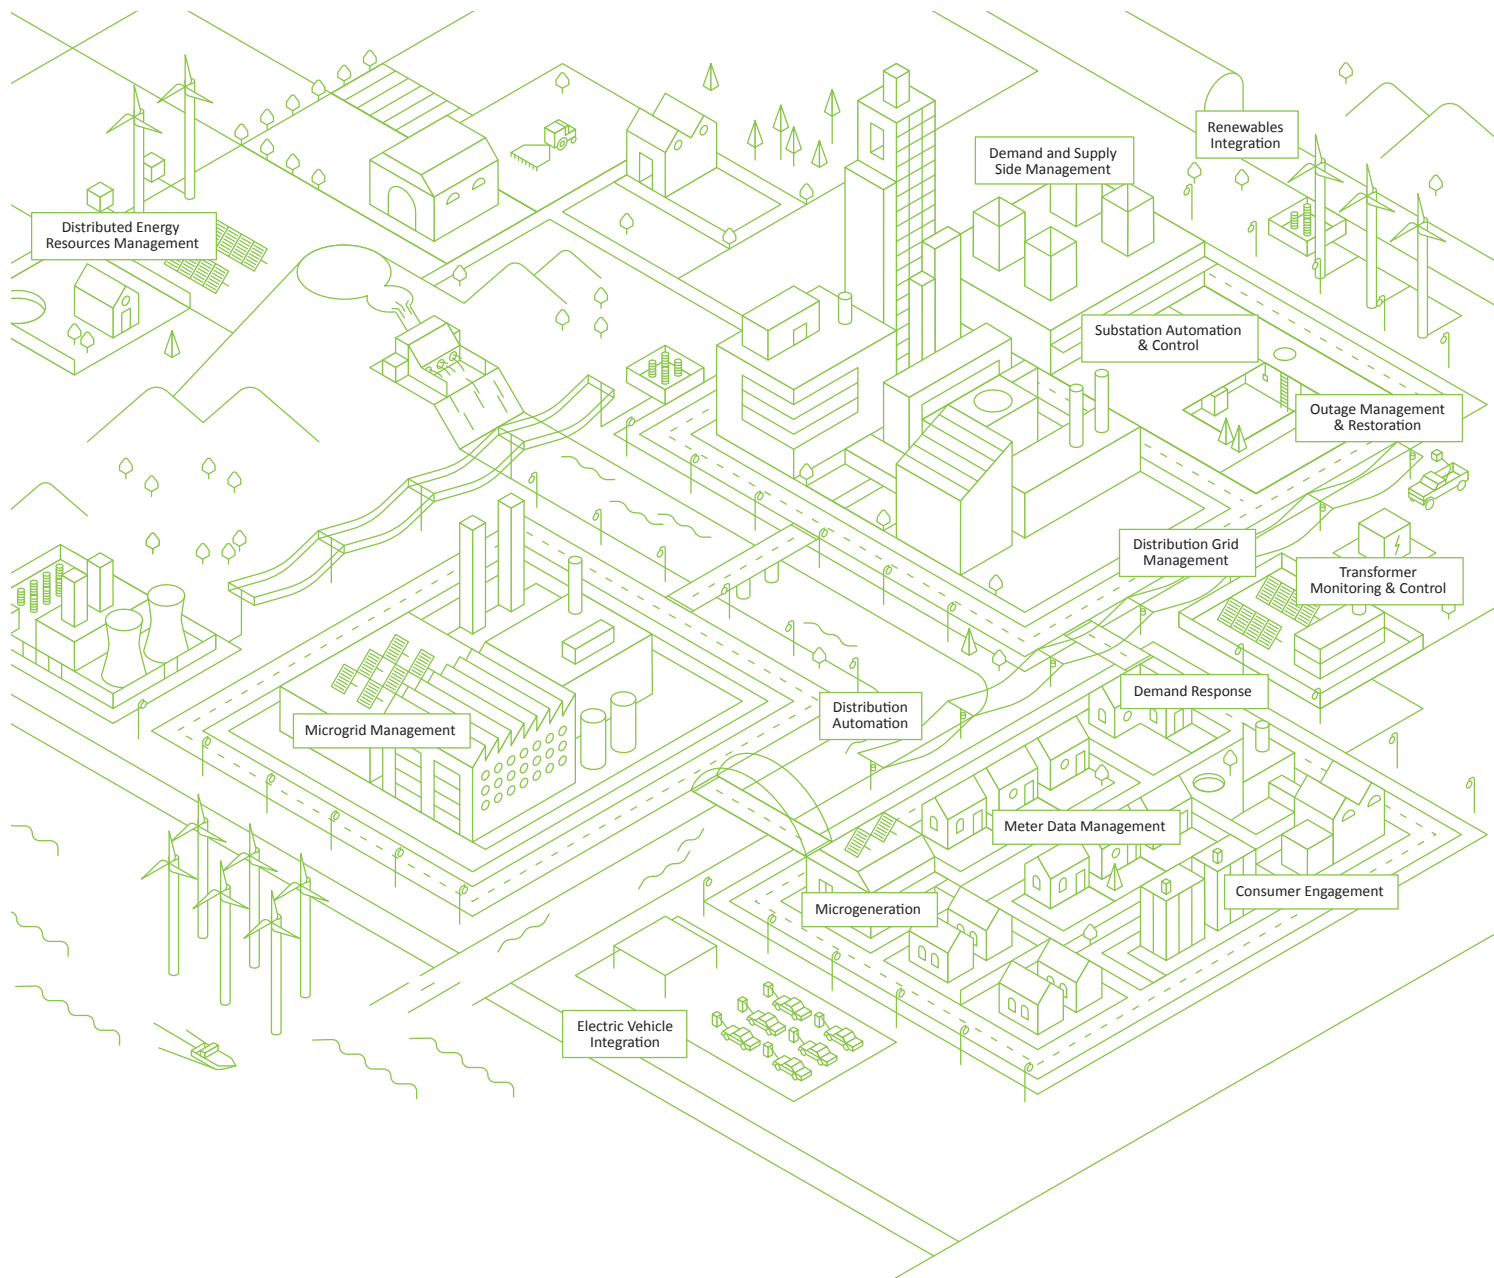 Renewables
Integration
Demand and Supply
Side Management
Distributed Energy
Resources Management
Substation Automation
& Control
Outage Management
& Restoration
Distribution Grid
Management
Transformer
Monitoring & Control
Demand Response
Distribution
Automation
Microgrid Management
Meter Data Management
Consumer Engagement
Microgeneration
Electric Vehicle
Integration